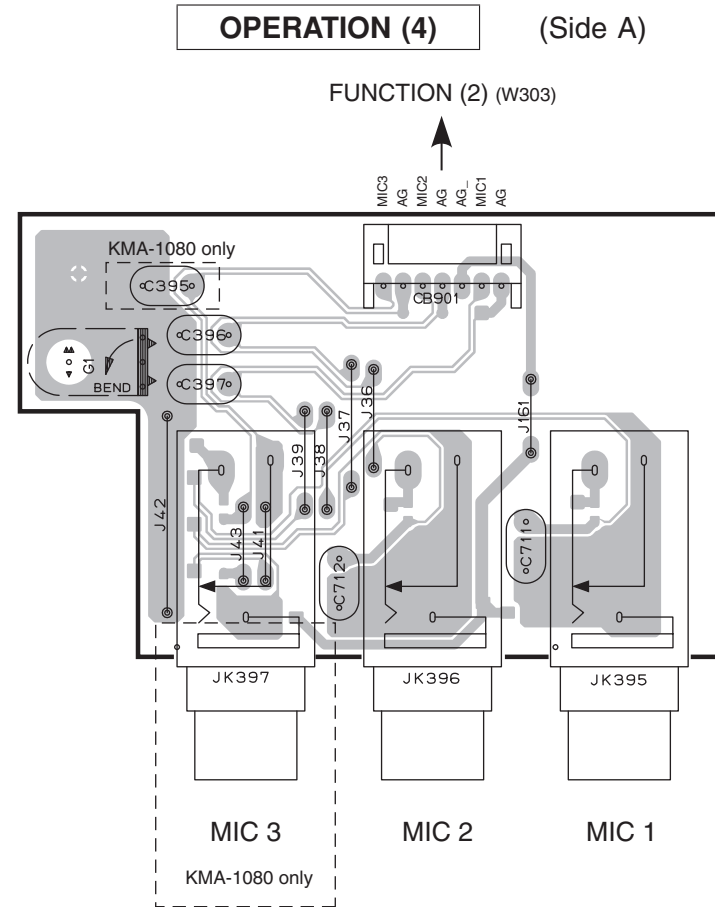 OPERATION (4) (Side A)
FUNCTION (2) (W303)
MIC3
AG
MIC2
AG
AG_
MIC1
AG
KMA-1080 only
C395
CB901
C396
G1
BEND
C397
J37
J36
J161
J39
J38
J42
J43
J41
C712
C711
JK397
JK396
JK395
MIC 3
MIC 2
MIC 1
KMA-1080 only